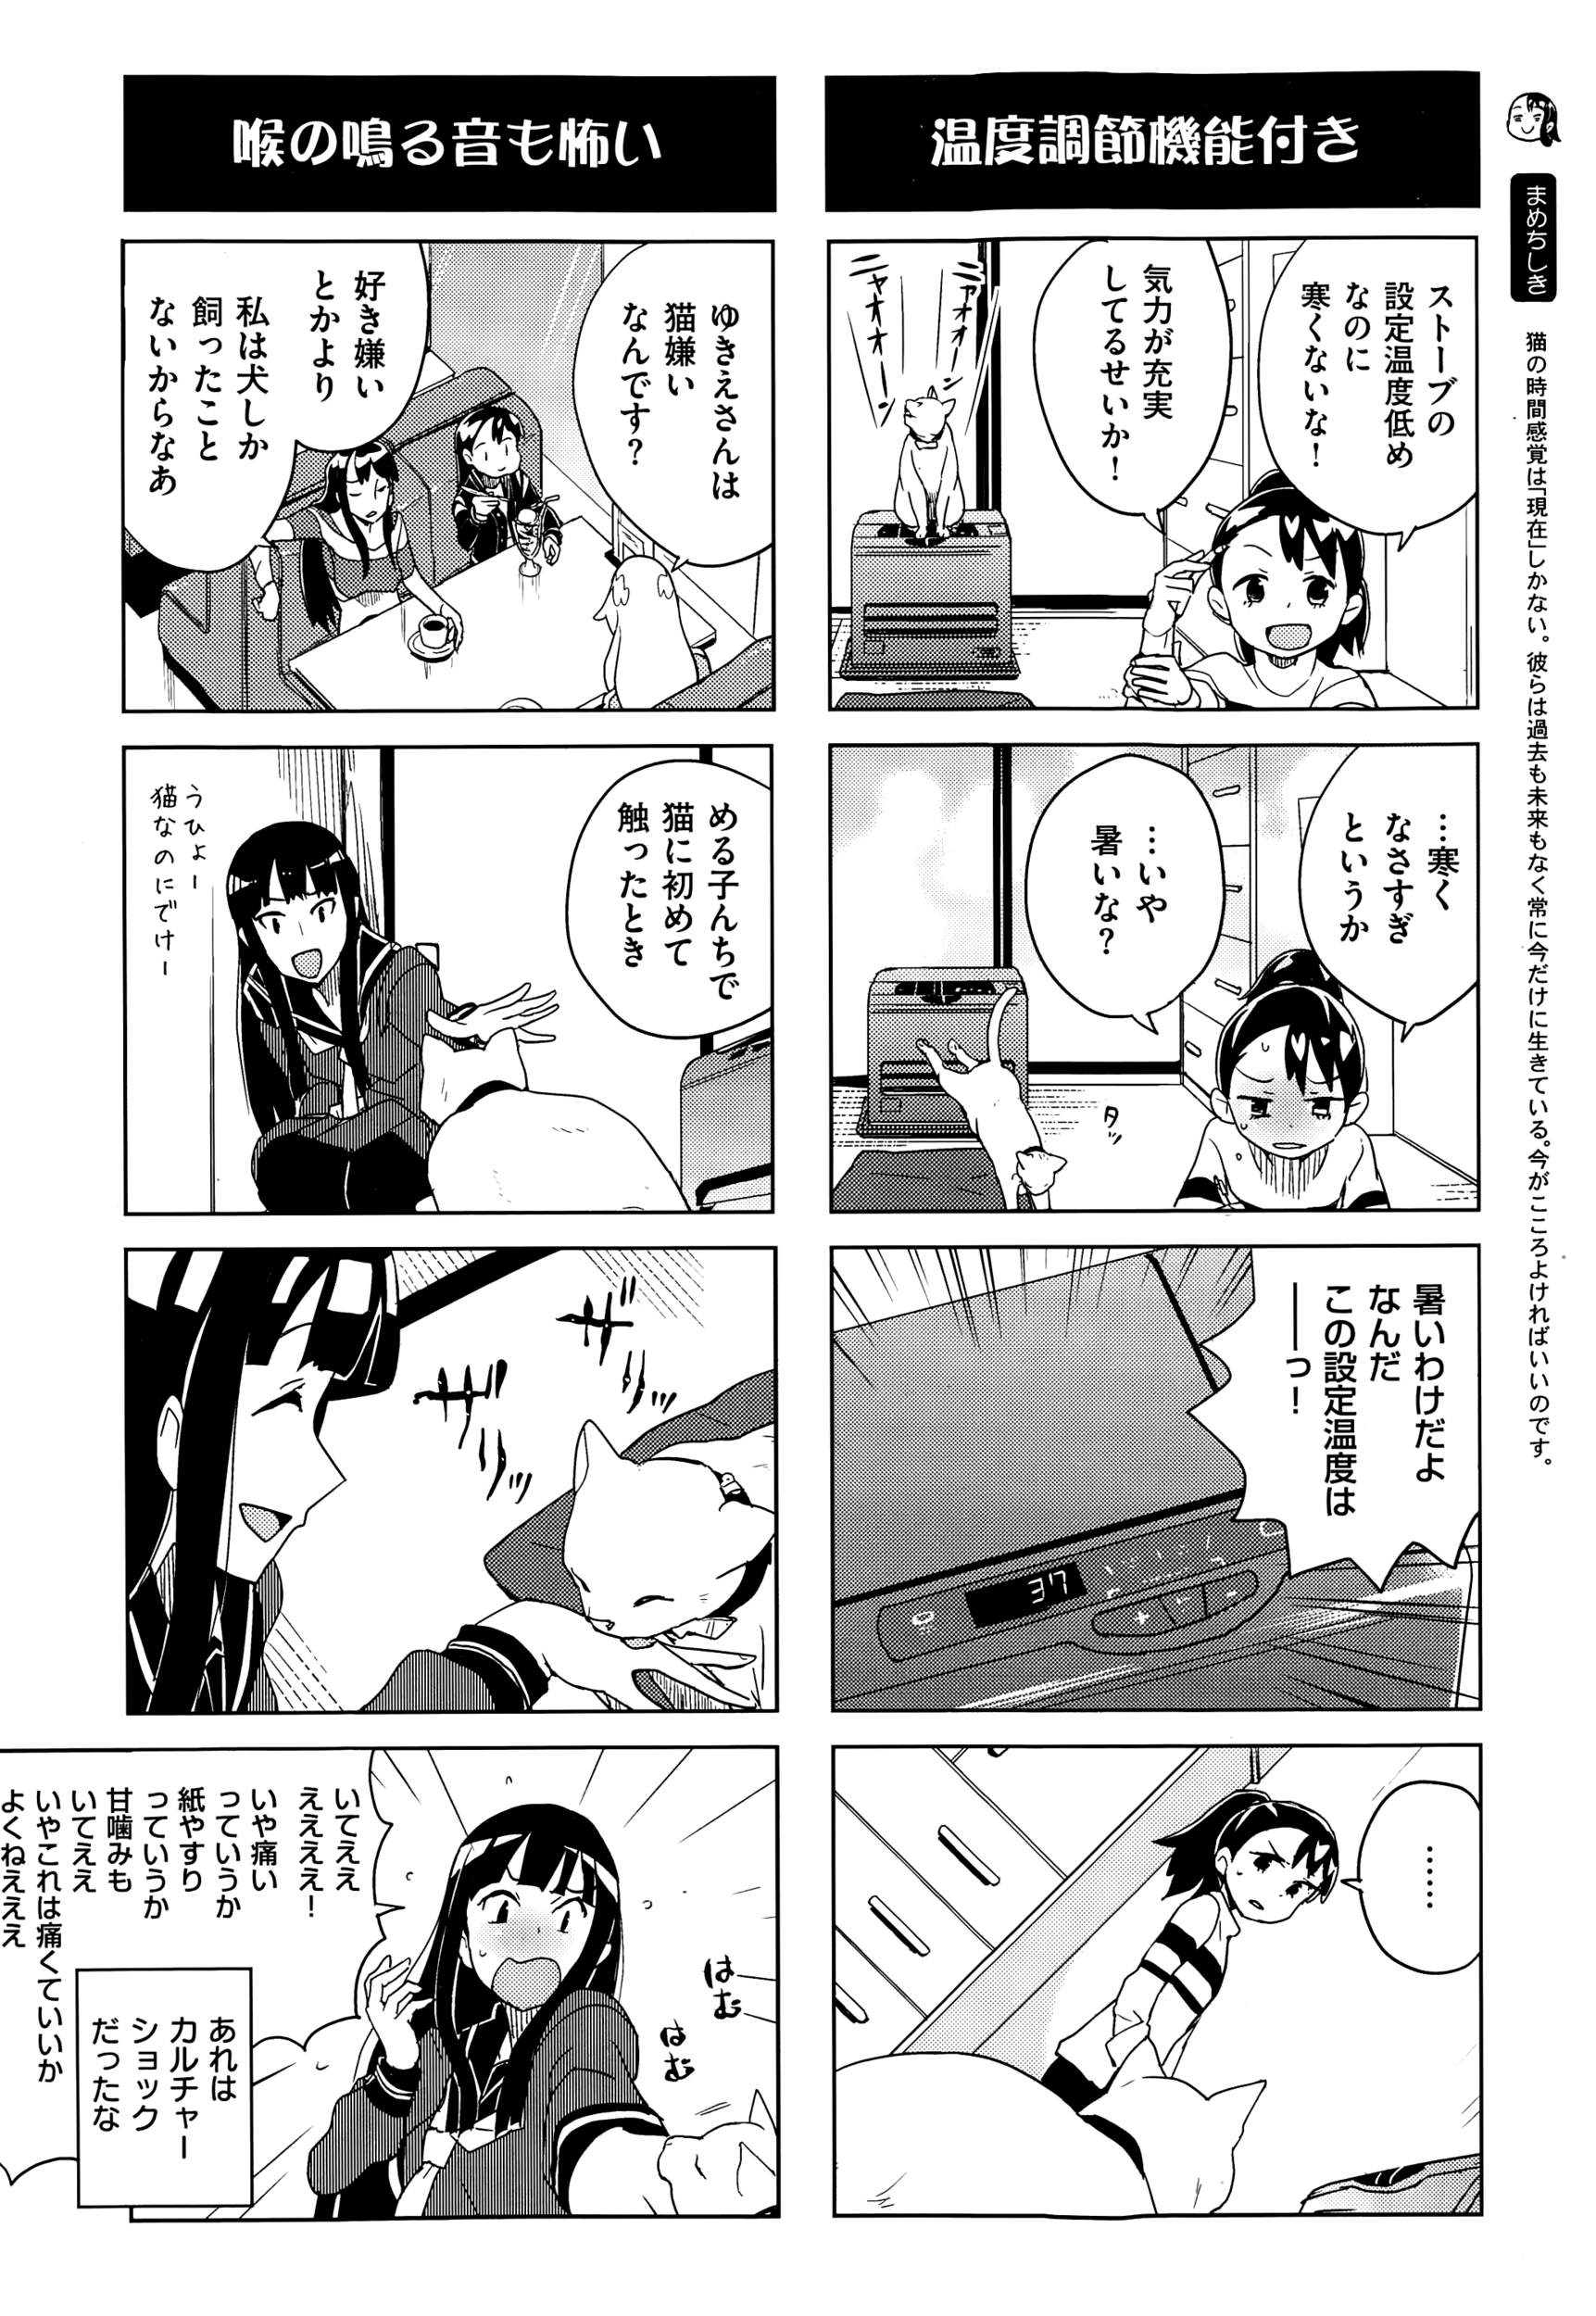 まめちしき
猫の時間感覚は「現在」しかない。彼らは過去も未来もなく常に今だけに生きている。今がこころよければいいのです。
温度調節機能付き
ストーブの
設定温度低め
なのに
寒くないな！
気力が充実
してるせいか！
ニャオオーン
ニャオオーン
…寒く
なさすぎ
というか
…いや
暑いな？
タッ
暑いわけだよ
なんだ
この設定温度は
――っ！
37
……
喉の鳴る音も怖い
ゆきえさんは
猫嫌い
なんです？
好き嫌い
とかより
私は犬しか
飼ったこと
ないからなあ
める子んちで
猫に初めて
触ったとき
うひょー
猫なのにでけー
ザリッ
ザリッ
はむ
はむ
いてええ
えええええ！
いや痛い
っていうか
紙やすり
っていうか
甘噛みも
いてええ
いやこれは痛くていいか
よくねえええ
あれは
カルチャー
ショック
だったな